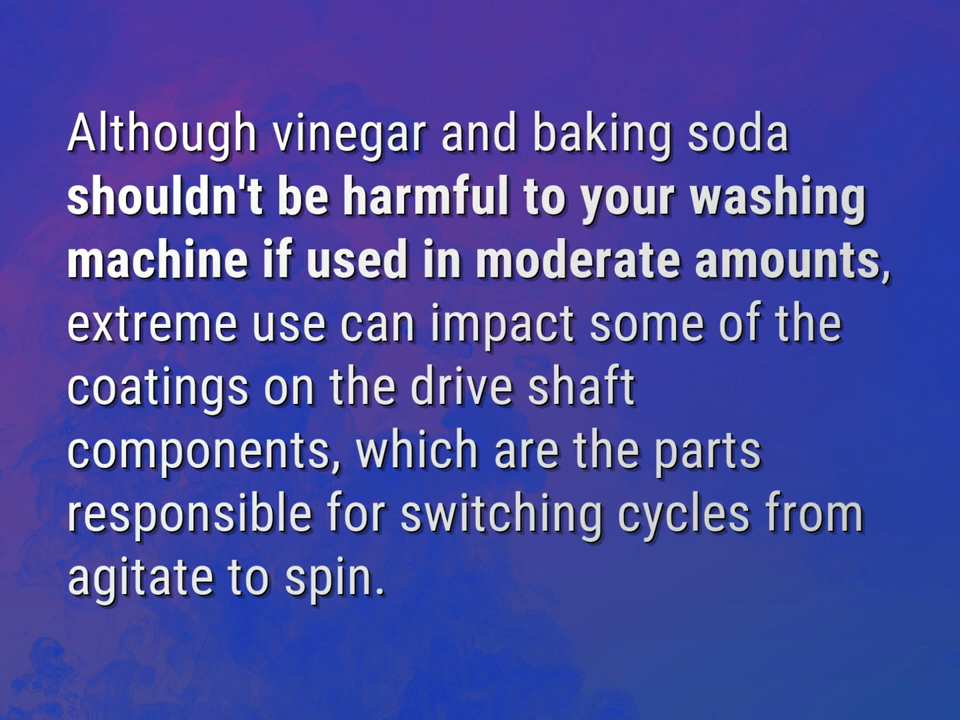 Although vinegar and baking soda
shouldn't be harmful to your washing
machine if used in moderate amounts,
extreme use can impact some of the
coatings on the drive shaft
components, which are the parts
responsible for switching cycles from
agitate to spin.